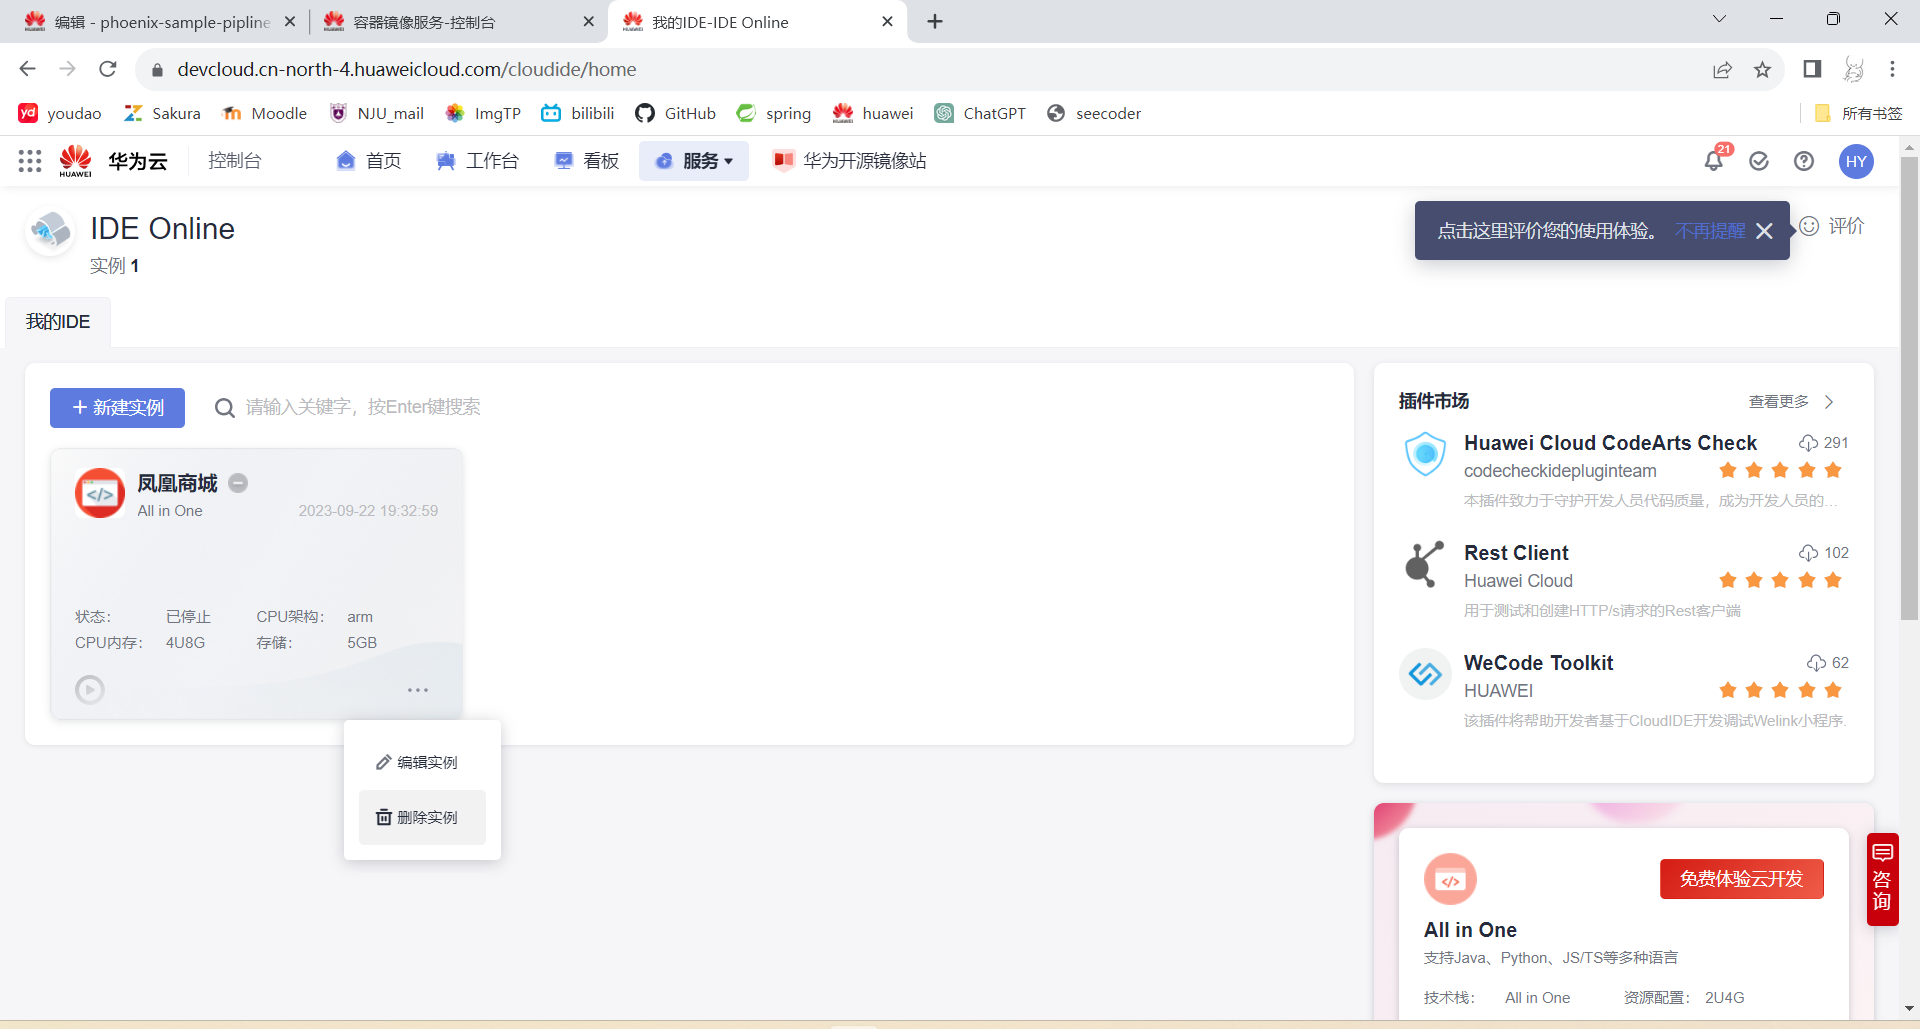 编辑 - phoenix-sample-pipline
容器镜像服务-控制台
我的IDE-IDE Online
devcloud.cn-north-4.huaweicloud.com/cloudide/home
youdao Sakura Moodle NJU_mail ImgTP bilibili GitHub spring huawei ChatGPT seecoder 所有书签
HUAWEI 华为云 控制台 首页 工作台 看板 服务 华为开源镜像站 21 HY
IDE Online
实例 1
点击这里评价您的使用体验。 不再提醒 评价
我的IDE
新建实例 请输入关键字，按Enter键搜索
凤凰商城
All in One 2023-09-22 19:32:59
状态： 已停止 CPU架构： arm
CPU内存： 4U8G 存储： 5GB
编辑实例
删除实例
插件市场 查看更多
Huawei Cloud CodeArts Check 291
codecheckidepluginteam
本插件致力于守护开发人员代码质量，成为开发人员的...
Rest Client 102
Huawei Cloud
用于测试和创建HTTP/s请求的Rest客户端
WeCode Toolkit 62
HUAWEI
该插件将帮助开发者基于CloudIDE开发调试Welink小程序.
免费体验云开发
All in One
支持Java、Python、JS/TS等多种语言
技术栈： All in One 资源配置： 2U4G
咨询